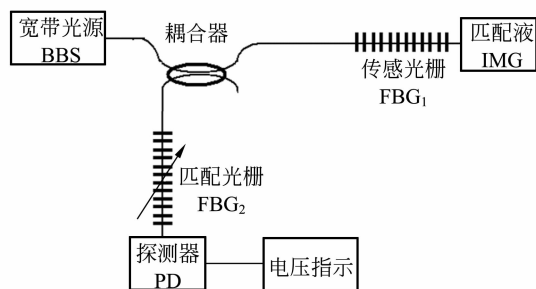 宽带光源
BBS
耦合器
匹配液
IMG
传感光栅
FBG₁
匹配光栅
FBG₂
探测器
PD
电压指示